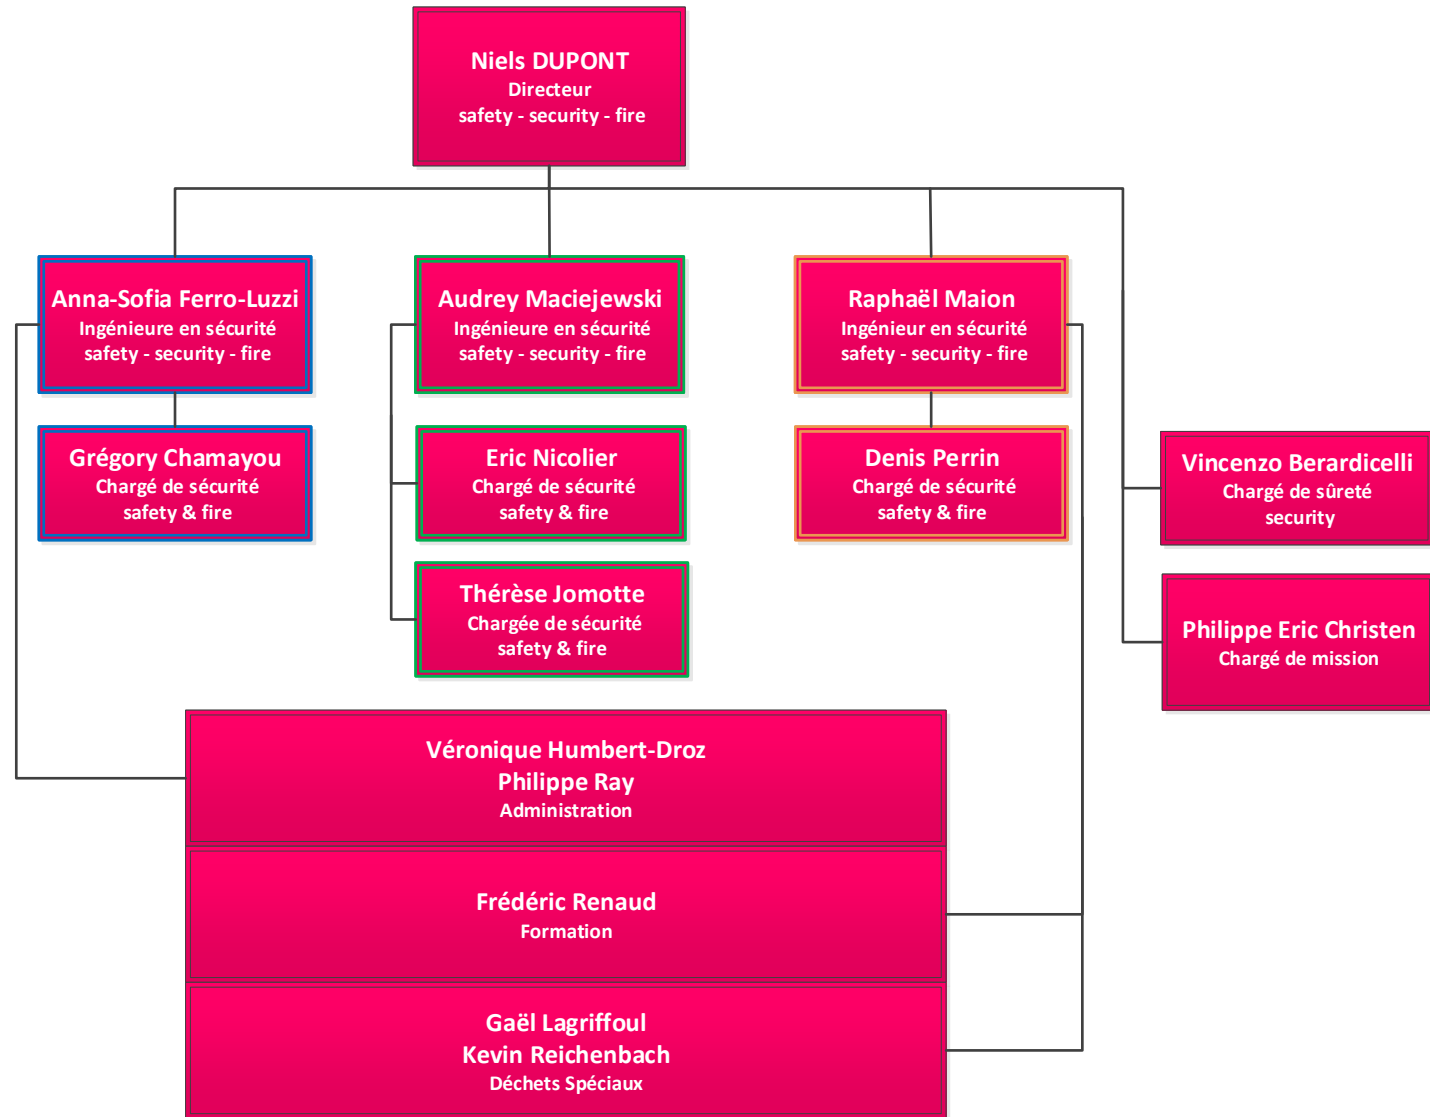 Niels DUPONT
Directeur
safety - security - fire
Anna-Sofia Ferro-Luzzi
Ingénieure en sécurité
safety - security - fire
Audrey Maciejewski
Ingénieure en sécurité
safety - security - fire
Raphaël Maion
Ingénieur en sécurité
safety - security - fire
Grégory Chamayou
Chargé de sécurité
safety & fire
Eric Nicolier
Chargé de sécurité
safety & fire
Denis Perrin
Chargé de sécurité
safety & fire
Vincenzo Berardicelli
Chargé de sûreté
security
Thérèse Jomotte
Chargée de sécurité
safety & fire
Philippe Eric Christen
Chargé de mission
Véronique Humbert-Droz
Philippe Ray
Administration
Frédéric Renaud
Formation
Gaël Lagriffoul
Kevin Reichenbach
Déchets Spéciaux